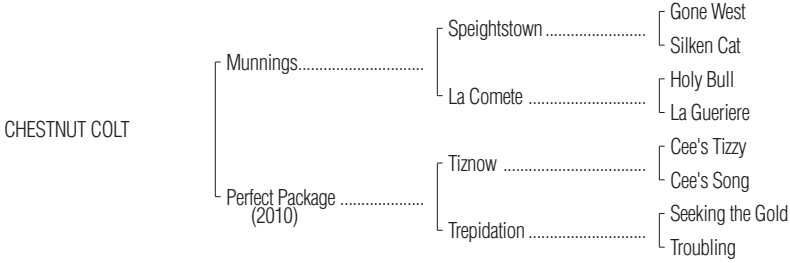 Gone West
Speightstown ........................
Silken Cat
Munnings..............................
Holy Bull
La Comete ............................
La Gueriere
CHESTNUT COLT
Cee's Tizzy
Tiznow ..................................
Cee's Song
Perfect Package ....................
(2010)
Seeking the Gold
Trepidation ............................
Troubling